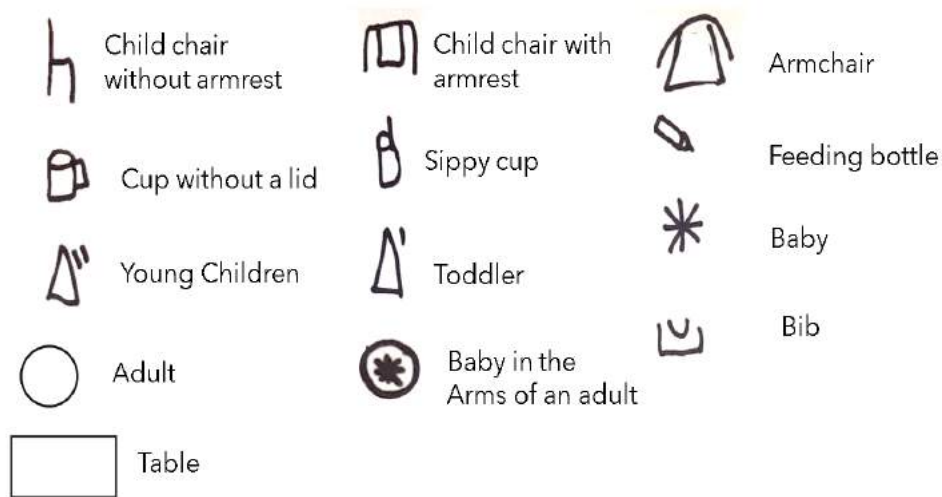 Child chair
without armrest
Child chair with
armrest
Armchair
Cup without a lid
Sippy cup
Feeding bottle
Young Children
Toddler
Baby
Adult
Baby in the
Arms of an adult
Bib
Table